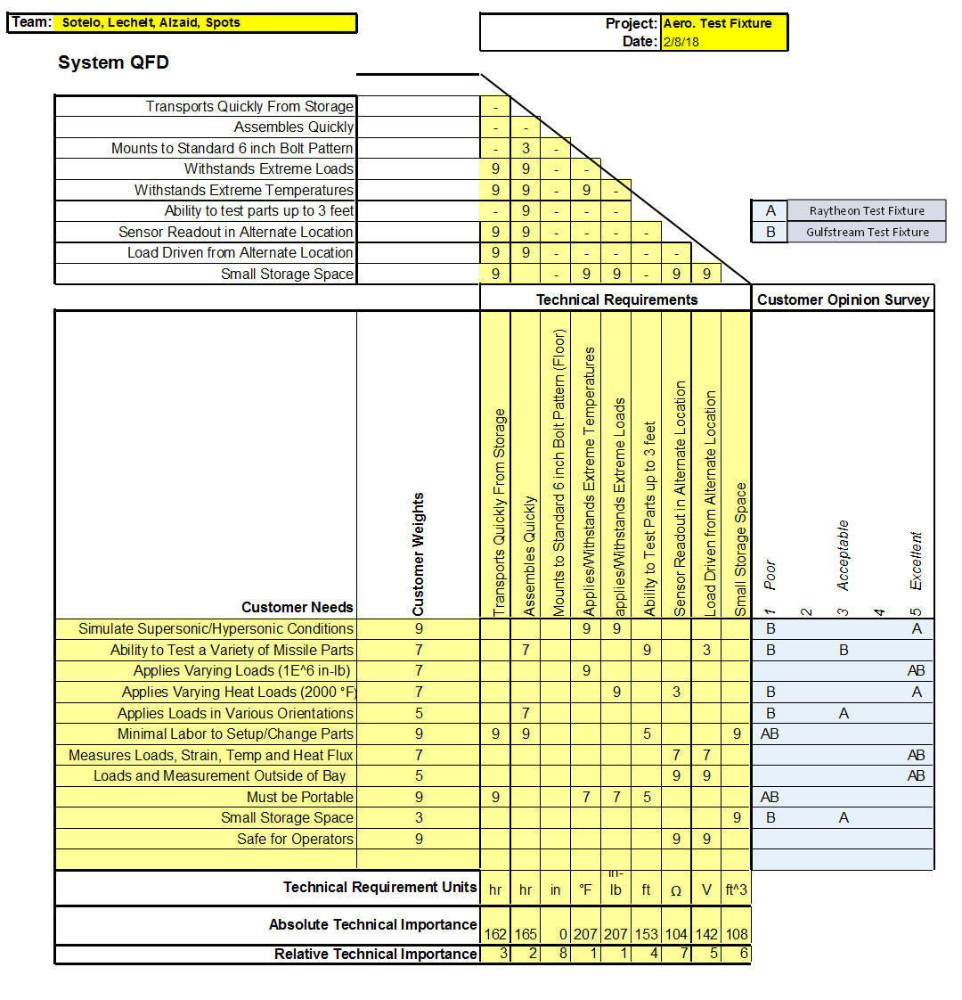 Team: Sotelo, Lechelt, Alzaid, Spots
Project: Aero. Test Fixture
Date: 2/8/18
System QFD
Transports Quickly From Storage -
Assembles Quickly - -
Mounts to Standard 6 inch Bolt Pattern - 3 -
Withstands Extreme Loads 9 9 - -
Withstands Extreme Temperatures 9 9 - 9 -
Ability to test parts up to 3 feet - 9 - - -
Sensor Readout in Alternate Location 9 9 - - - -
Load Driven from Alternate Location 9 9 - - - - -
Small Storage Space 9 - 9 9 - 9 9
A Raytheon Test Fixture
B Gulfstream Test Fixture
Technical Requirements
Customer Opinion Survey
Customer Needs
Customer Weights
Transports Quickly From Storage
Assembles Quickly
Mounts to Standard 6 inch Bolt Pattern (Floor)
Applies/Withstands Extreme Temperatures
applies/Withstands Extreme Loads
Ability to Test Parts up to 3 feet
Sensor Readout in Alternate Location
Load Driven from Alternate Location
Small Storage Space
1 Poor
2
3 Acceptable
4
5 Excellent
Simulate Supersonic/Hypersonic Conditions 9 9 9 B A
Ability to Test a Variety of Missile Parts 7 7 9 3 B B
Applies Varying Loads (1E^6 in-lb) 7 9 AB
Applies Varying Heat Loads (2000 °F) 7 9 3 B A
Applies Loads in Various Orientations 5 7 B A
Minimal Labor to Setup/Change Parts 9 9 9 5 9 AB
Measures Loads, Strain, Temp and Heat Flux 7 7 7 AB
Loads and Measurement Outside of Bay 5 9 9 AB
Must be Portable 9 9 7 7 5 AB
Small Storage Space 3 9 B A
Safe for Operators 9 9 9
Technical Requirement Units hr hr in °F in-lb ft Ω V ft^3
Absolute Technical Importance 162 165 0 207 207 153 104 142 108
Relative Technical Importance 3 2 8 1 1 4 7 5 6